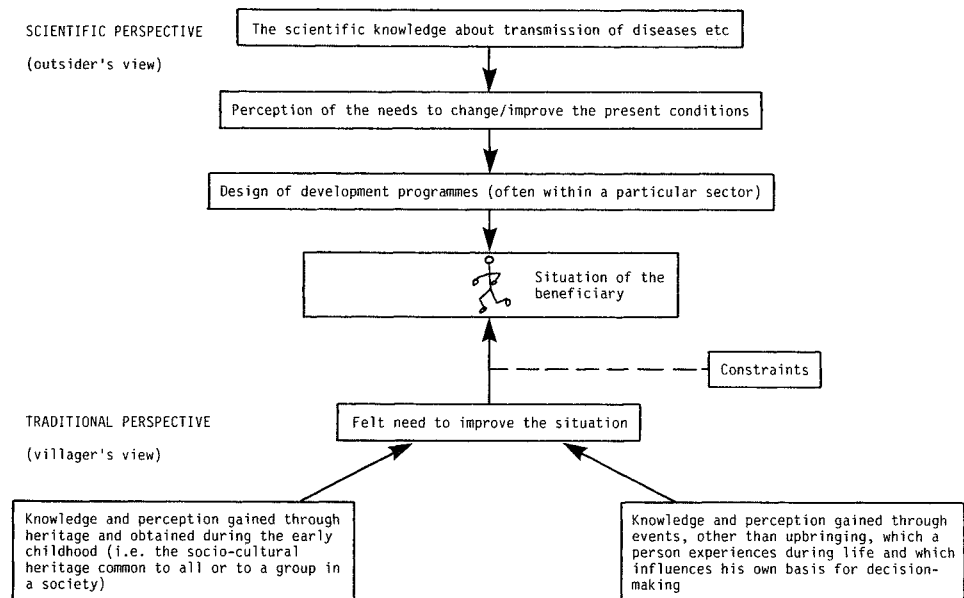 SCIENTIFIC PERSPECTIVE
(outsider's view)
The scientific knowledge about transmission of diseases etc
Perception of the needs to change/improve the present conditions
Design of development programmes (often within a particular sector)
Situation of the
beneficiary
Constraints
TRADITIONAL PERSPECTIVE
(villager's view)
Felt need to improve the situation
Knowledge and perception gained through
heritage and obtained during the early
childhood (i.e. the socio-cultural
heritage common to all or to a group in
a society)
Knowledge and perception gained through
events, other than upbringing, which a
person experiences during life and which
influences his own basis for decision-
making